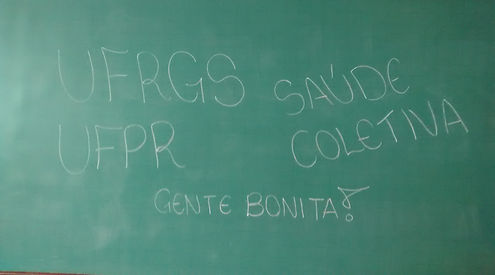 UFRGS
UFPR
SAÚDE
COLETIVA
GENTE BONITA!